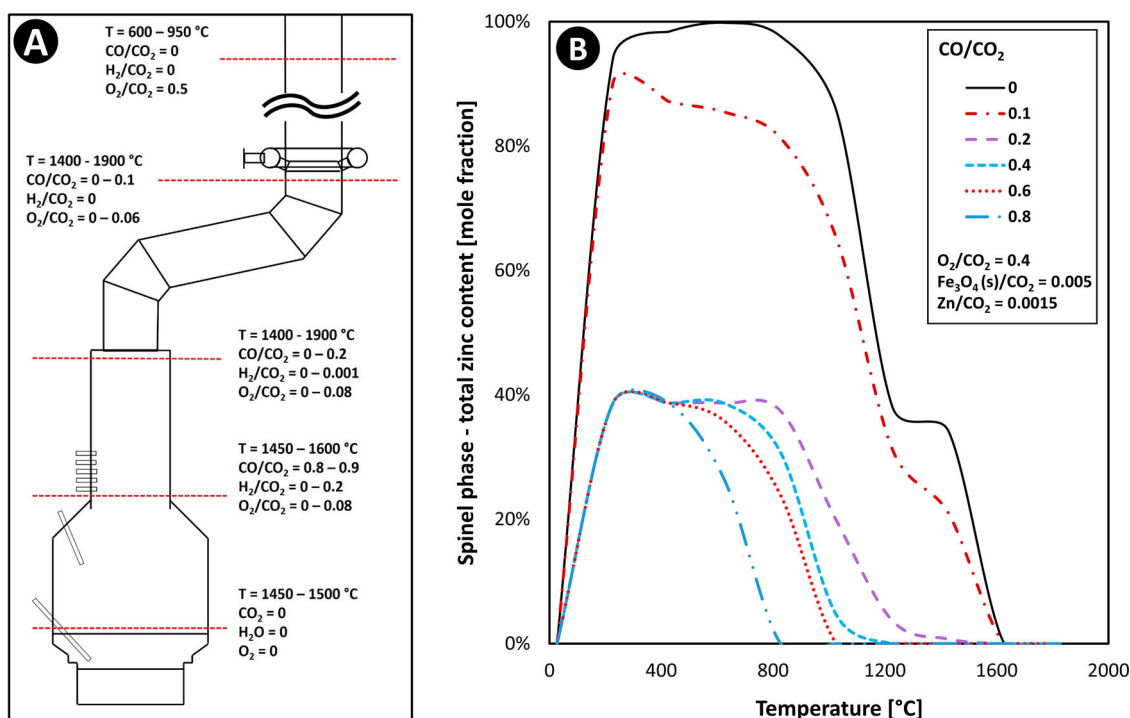 A
T = 600 – 950 °C
CO/CO₂ = 0
H₂/CO₂ = 0
O₂/CO₂ = 0.5
T = 1400 - 1900 °C
CO/CO₂ = 0 – 0.1
H₂/CO₂ = 0
O₂/CO₂ = 0 – 0.06
T = 1400 - 1900 °C
CO/CO₂ = 0 – 0.2
H₂/CO₂ = 0 – 0.001
O₂/CO₂ = 0 – 0.08
T = 1450 – 1600 °C
CO/CO₂ = 0.8 – 0.9
H₂/CO₂ = 0 – 0.2
O₂/CO₂ = 0 – 0.08
T = 1450 – 1500 °C
CO₂ = 0
H₂O = 0
O₂ = 0
B
Spinel phase - total zinc content [mole fraction]
100%
80%
60%
40%
20%
0%
0
400
800
1200
1600
2000
Temperature [°C]
CO/CO₂
0
0.1
0.2
0.4
0.6
0.8
O₂/CO₂ = 0.4
Fe₃O₄(s)/CO₂ = 0.005
Zn/CO₂ = 0.0015